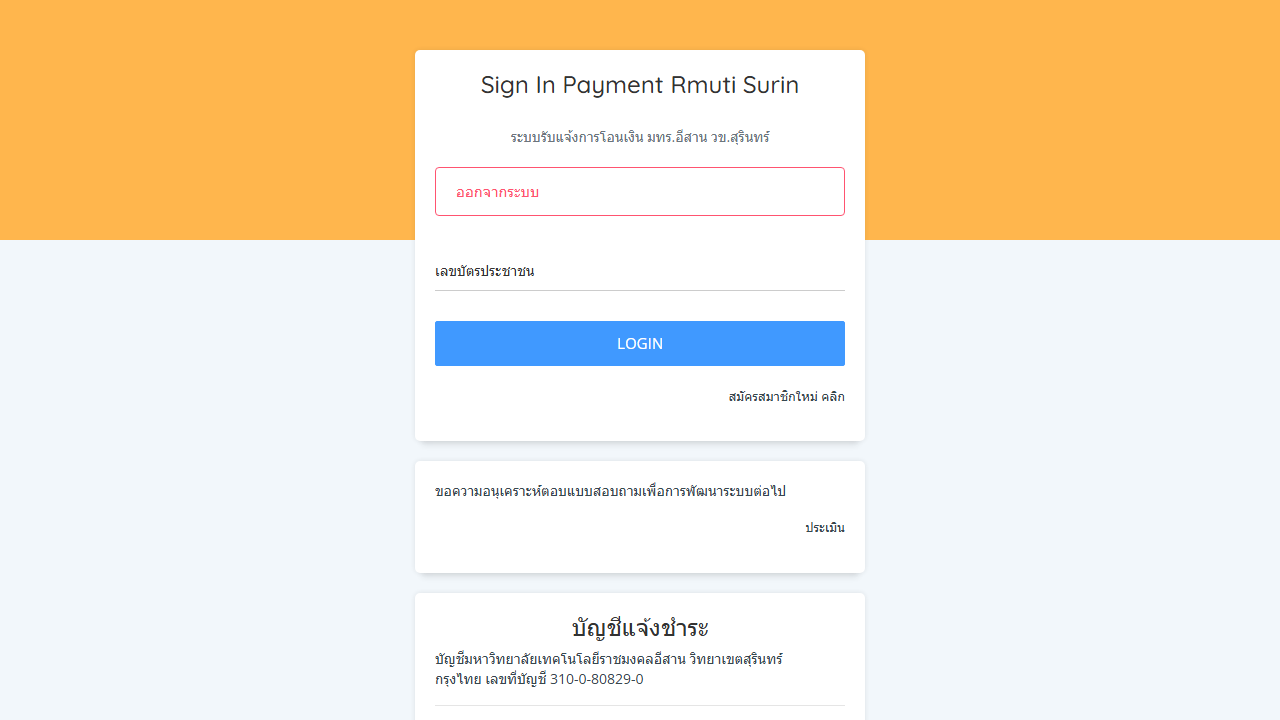 Sign In Payment Rmuti Surin
ระบบรับแจ้งการโอนเงิน มทร.อีสาน วข.สุรินทร์
ออกจากระบบ
เลขบัตรประชาชน
LOGIN
สมัครสมาชิกใหม่ คลิก
ขอความอนุเคราะห์ตอบแบบสอบถามเพื่อการพัฒนาระบบต่อไป
ประเมิน
บัญชีแจ้งชำระ
บัญชีมหาวิทยาลัยเทคโนโลยีราชมงคลอีสาน วิทยาเขตสุรินทร์
กรุงไทย เลขที่บัญชี 310-0-80829-0